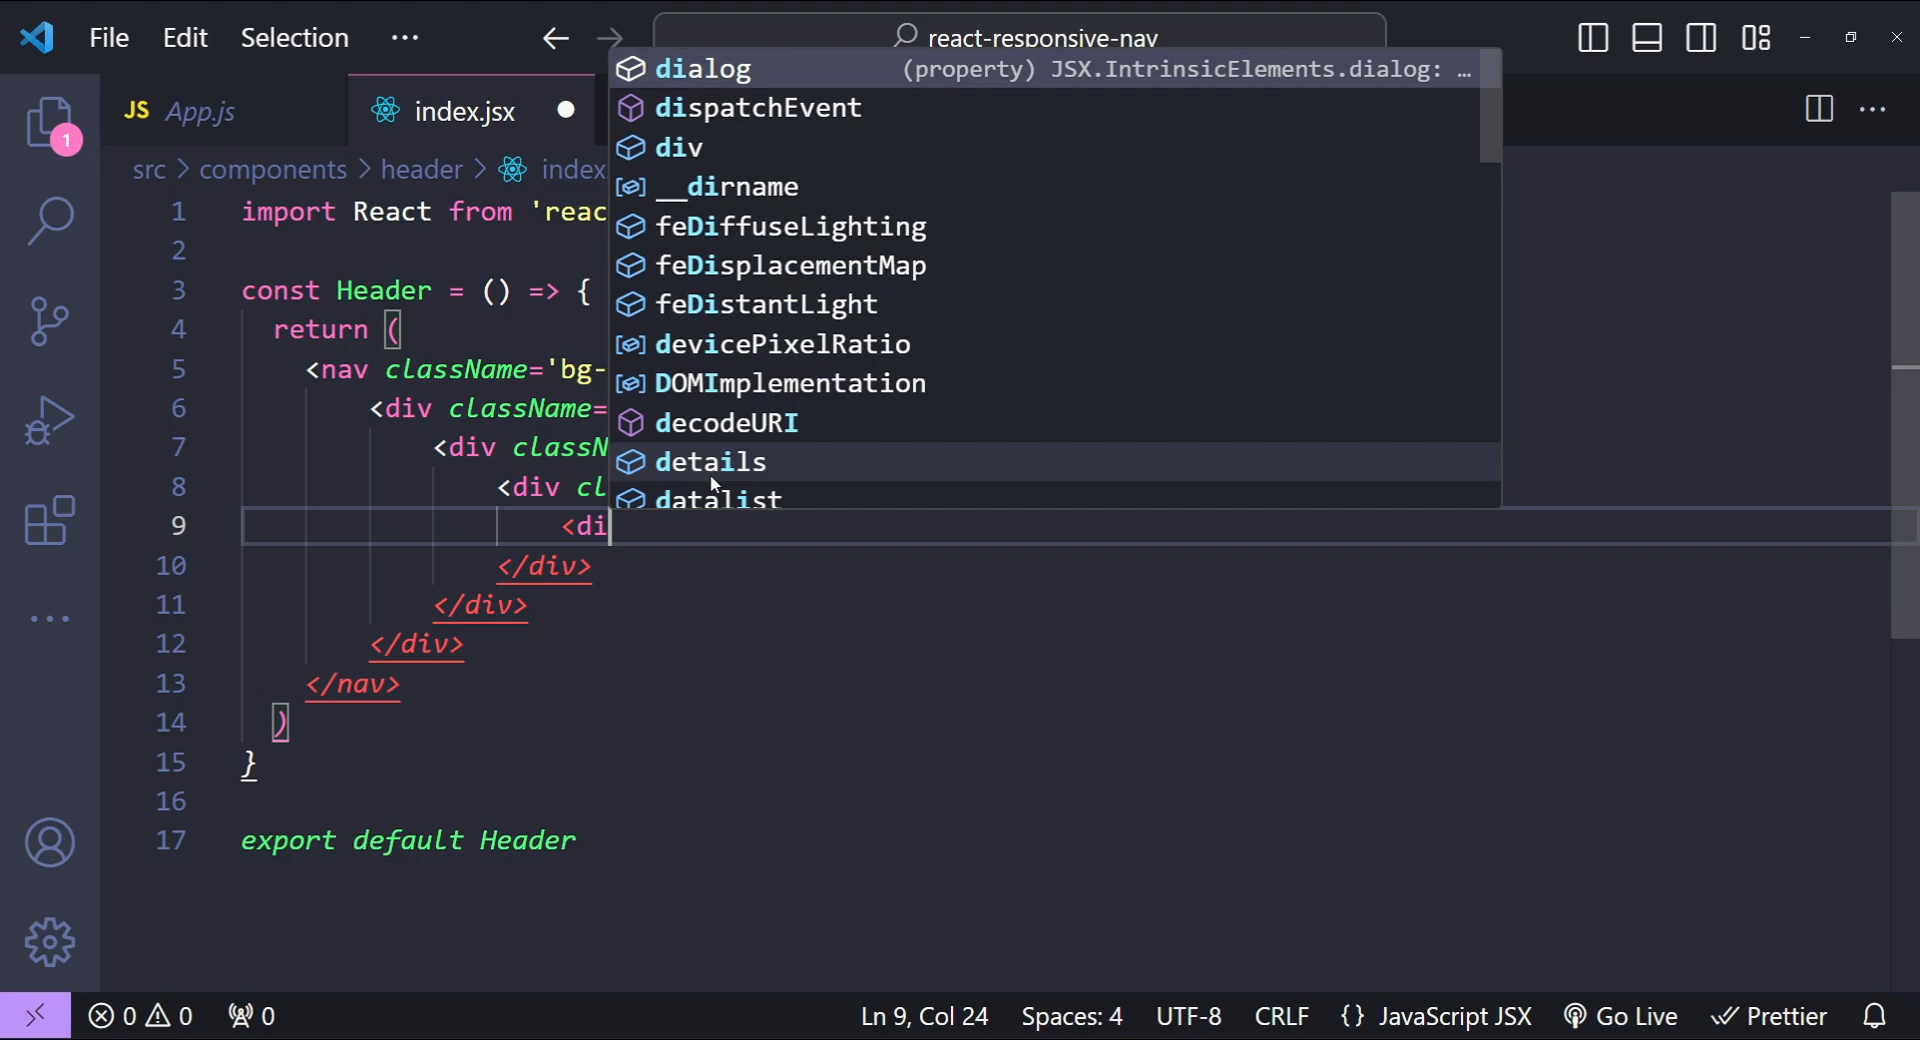 File Edit Selection ···
react-responsive-nav
JS App.js
index.jsx
1
src > components > header > index.
dialog (property) JSX.IntrinsicElements.dialog: …
dispatchEvent
div
__dirname
feDiffuseLighting
feDisplacementMap
feDistantLight
devicePixelRatio
DOMImplementation
decodeURI
details
datalist
1 import React from 'reac
2
3 const Header = () => {
4 return (
5 <nav className='bg-
6 <div className=
7 <div classN
8 <div cl
9 <di
10 </div>
11 </div>
12 </div>
13 </nav>
14 )
15 }
16
17 export default Header
0 0 0 Ln 9, Col 24 Spaces: 4 UTF-8 CRLF {} JavaScript JSX Go Live Prettier